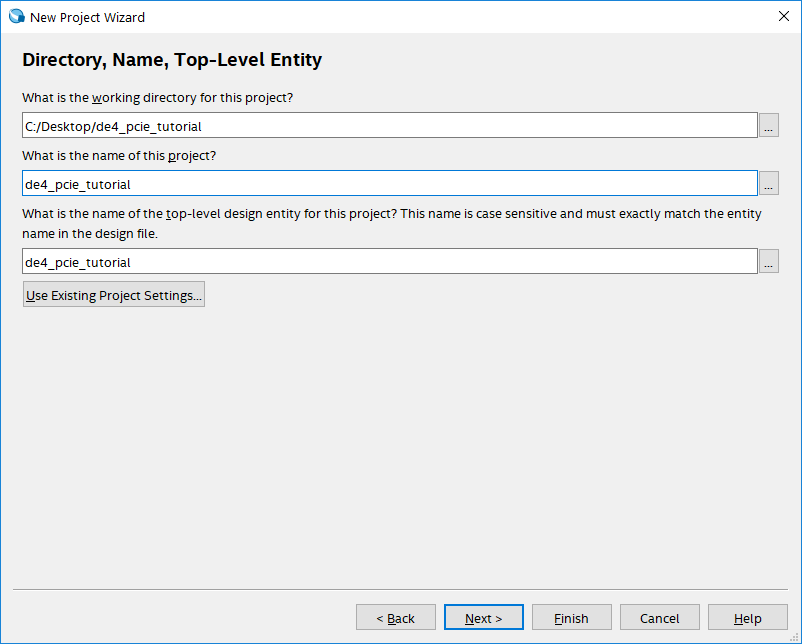 New Project Wizard
Directory, Name, Top-Level Entity
What is the working directory for this project?
C:/Desktop/de4_pcie_tutorial
...
What is the name of this project?
de4_pcie_tutorial
...
What is the name of the top-level design entity for this project? This name is case sensitive and must exactly match the entity
name in the design file.
de4_pcie_tutorial
...
Use Existing Project Settings...
< Back
Next >
Finish
Cancel
Help